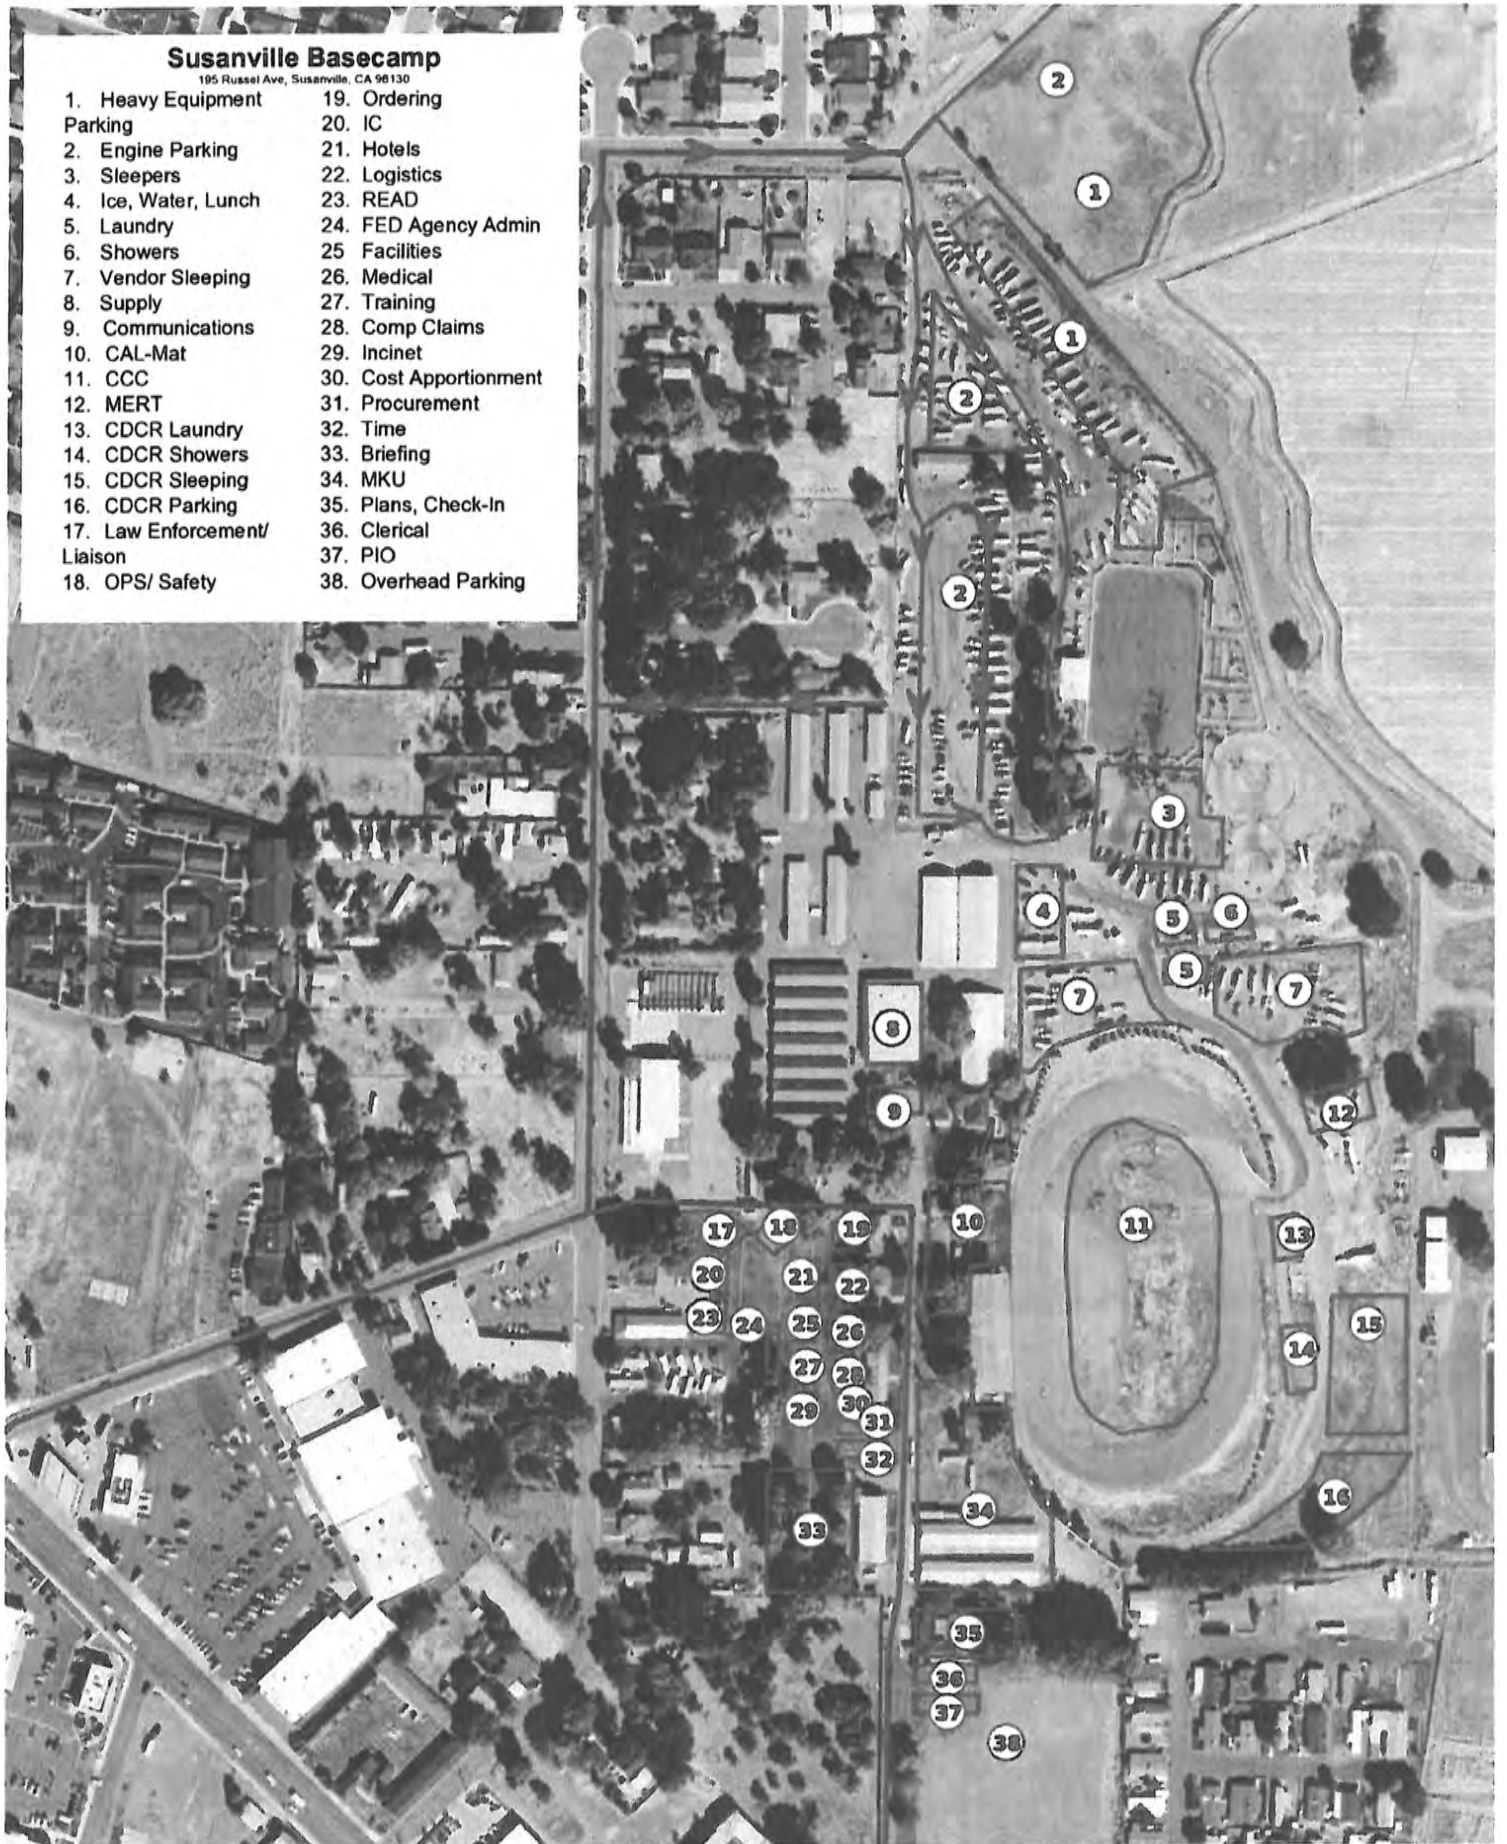 Susanville Basecamp
195 Russel Ave, Susanville, CA 96130
1. Heavy Equipment
Parking
2. Engine Parking
3. Sleepers
4. Ice, Water, Lunch
5. Laundry
6. Showers
7. Vendor Sleeping
8. Supply
9. Communications
10. CAL-Mat
11. CCC
12. MERT
13. CDCR Laundry
14. CDCR Showers
15. CDCR Sleeping
16. CDCR Parking
17. Law Enforcement/
Liaison
18. OPS/ Safety
19. Ordering
20. IC
21. Hotels
22. Logistics
23. READ
24. FED Agency Admin
25 Facilities
26. Medical
27. Training
28. Comp Claims
29. Incinet
30. Cost Apportionment
31. Procurement
32. Time
33. Briefing
34. MKU
35. Plans, Check-In
36. Clerical
37. PIO
38. Overhead Parking
2
1
1
2
2
3
4
5
6
5
7
7
8
9
12
10
11
17
18
19
13
20
21
22
23
24
25
26
14
15
27
28
29
30
31
32
16
34
33
35
36
37
38